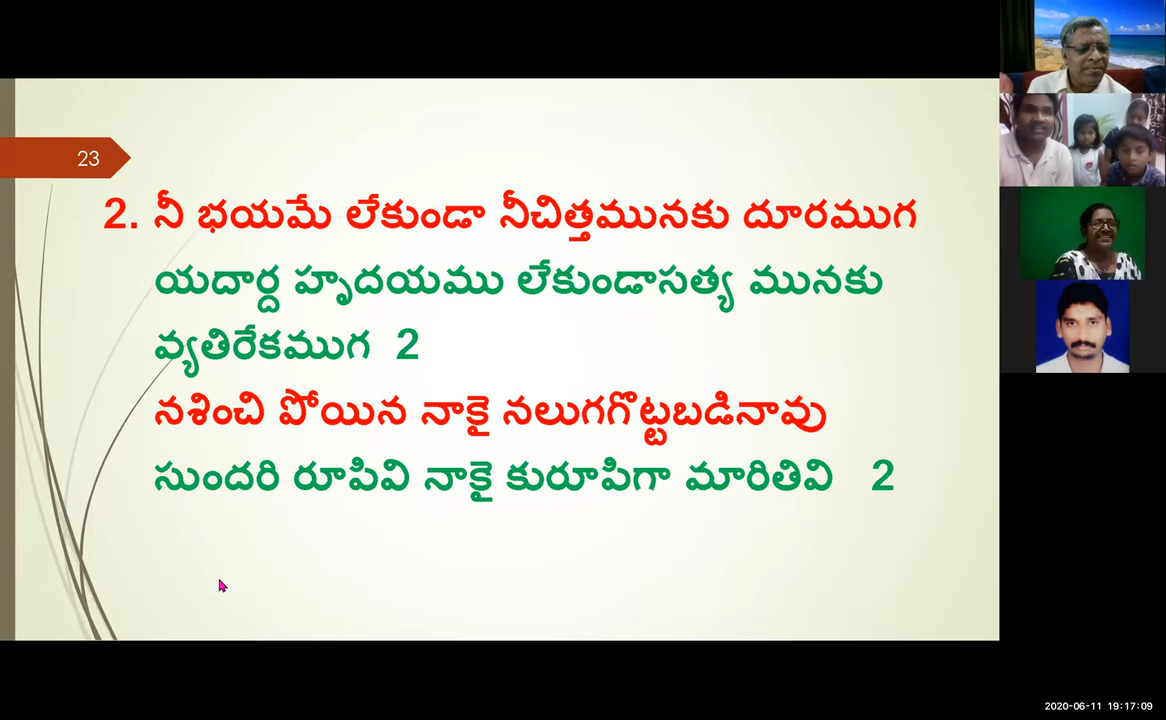 23
2. నీ భయమే లేకుండా నీచిత్తమునకు దూరముగ
యదార్ద హృదయము లేకుండాసత్య మునకు
వ్యతిరేకముగ 2
నశించి పోయిన నాకై నలుగగొట్టబడినావు
సుందరి రూపివి నాకై కురూపిగా మారితివి 2
2020-06-11 19:17:09